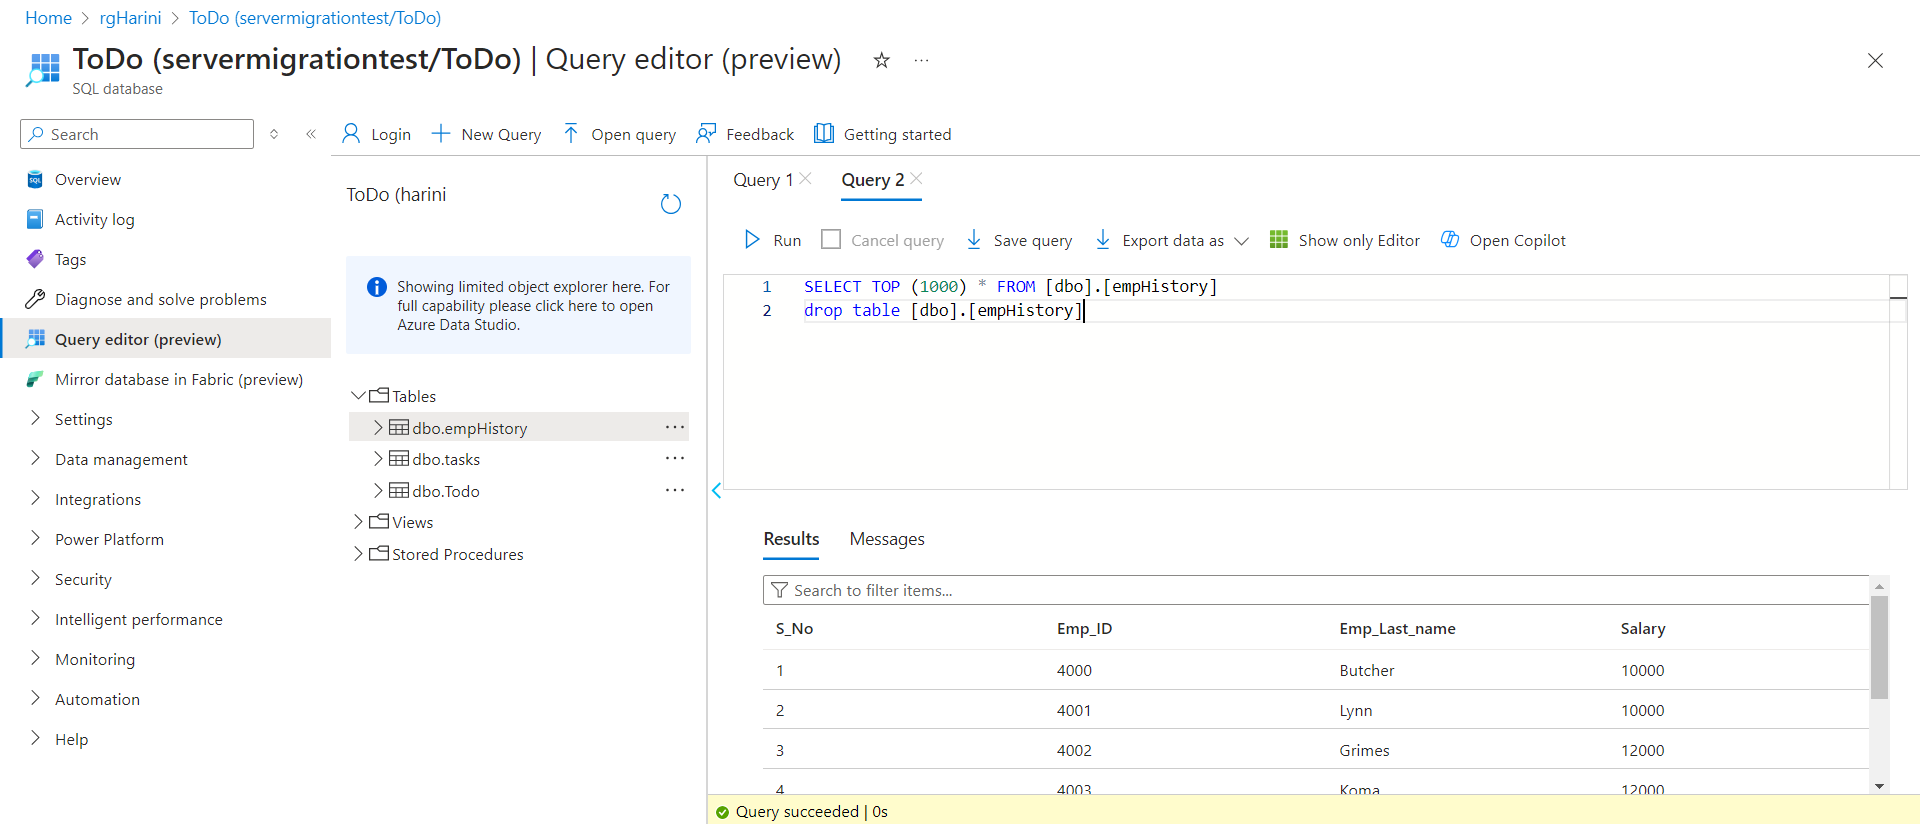 Home > rgHarini > ToDo (servermigrationtest/ToDo)
ToDo (servermigrationtest/ToDo) | Query editor (preview)
SQL database
Search
Overview
Activity log
Tags
Diagnose and solve problems
Query editor (preview)
Mirror database in Fabric (preview)
Settings
Data management
Integrations
Power Platform
Security
Intelligent performance
Monitoring
Automation
Help
Login New Query Open query Feedback Getting started
ToDo (harini
Showing limited object explorer here. For
full capability please click here to open
Azure Data Studio.
Tables
dbo.empHistory
dbo.tasks
dbo.Todo
Views
Stored Procedures
Query 1 Query 2
Run Cancel query Save query Export data as Show only Editor Open Copilot
1 SELECT TOP (1000) * FROM [dbo].[empHistory]
2 drop table [dbo].[empHistory]
Results Messages
Search to filter items...
S_No Emp_ID Emp_Last_name Salary
1 4000 Butcher 10000
2 4001 Lynn 10000
3 4002 Grimes 12000
4 4003 Koma 12000
Query succeeded | 0s